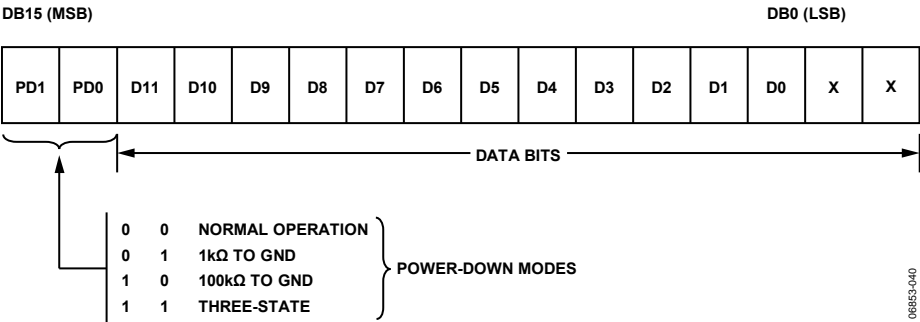 DB15 (MSB) DB0 (LSB)
PD1 PD0 D11 D10 D9 D8 D7 D6 D5 D4 D3 D2 D1 D0 X X
DATA BITS
0 0 NORMAL OPERATION
0 1 1kΩ TO GND
1 0 100kΩ TO GND
1 1 THREE-STATE
POWER-DOWN MODES
06853-040